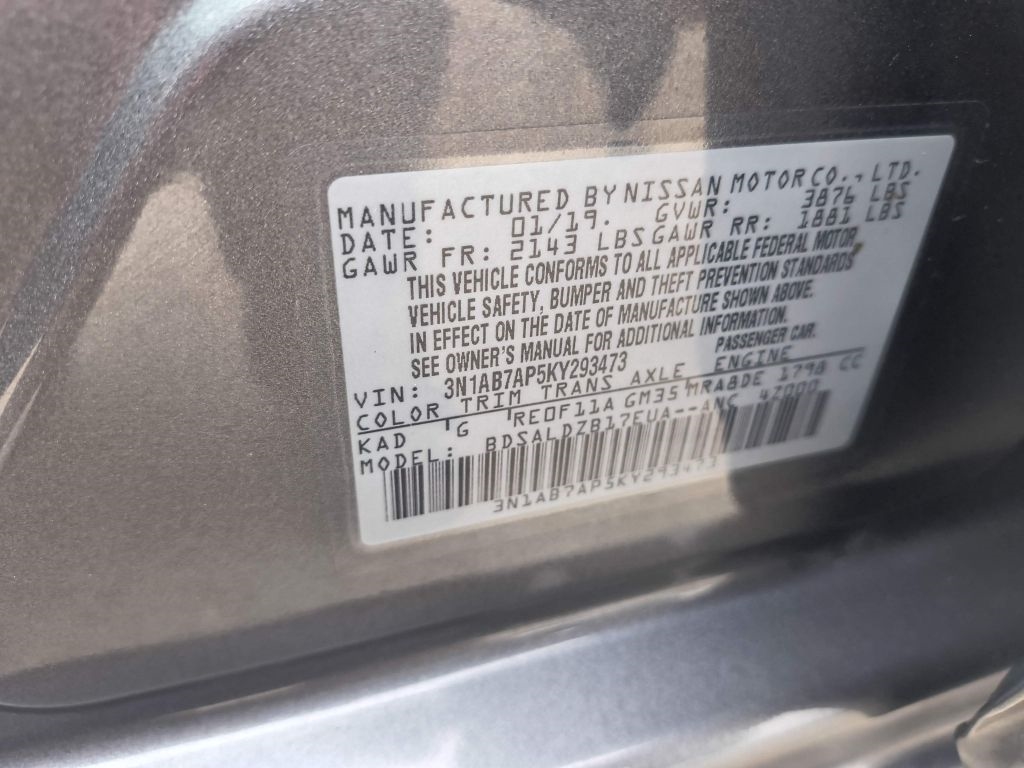 MANUFACTURED BY NISSAN MOTOR CO., LTD.
DATE: 01/19. GVWR: 3876 LBS
GAWR FR: 2143 LBS GAWR RR: 1881 LBS
THIS VEHICLE CONFORMS TO ALL APPLICABLE FEDERAL MOTOR
VEHICLE SAFETY, BUMPER AND THEFT PREVENTION STANDARDS
IN EFFECT ON THE DATE OF MANUFACTURE SHOWN ABOVE.
SEE OWNER'S MANUAL FOR ADDITIONAL INFORMATION.
VIN: 3N1AB7AP5KY293473 PASSENGER CAR.
COLOR TRIM TRANS AXLE ENGINE
KAD G RE0F11A GM35 MRA8DE 1798 CC
MODEL: BDSALDZB17EUA--ANC 42000
3N1AB7AP5KY293473